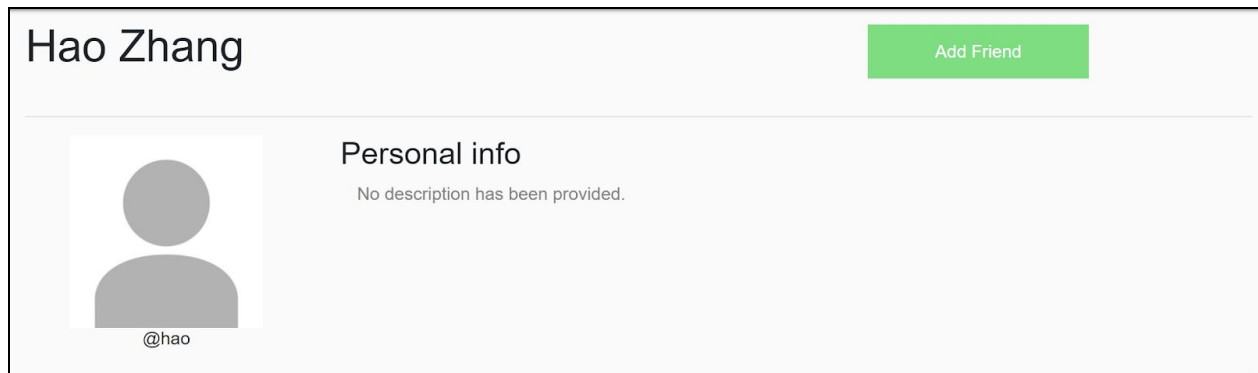 Hao Zhang
Add Friend
Personal info
No description has been provided.
@hao